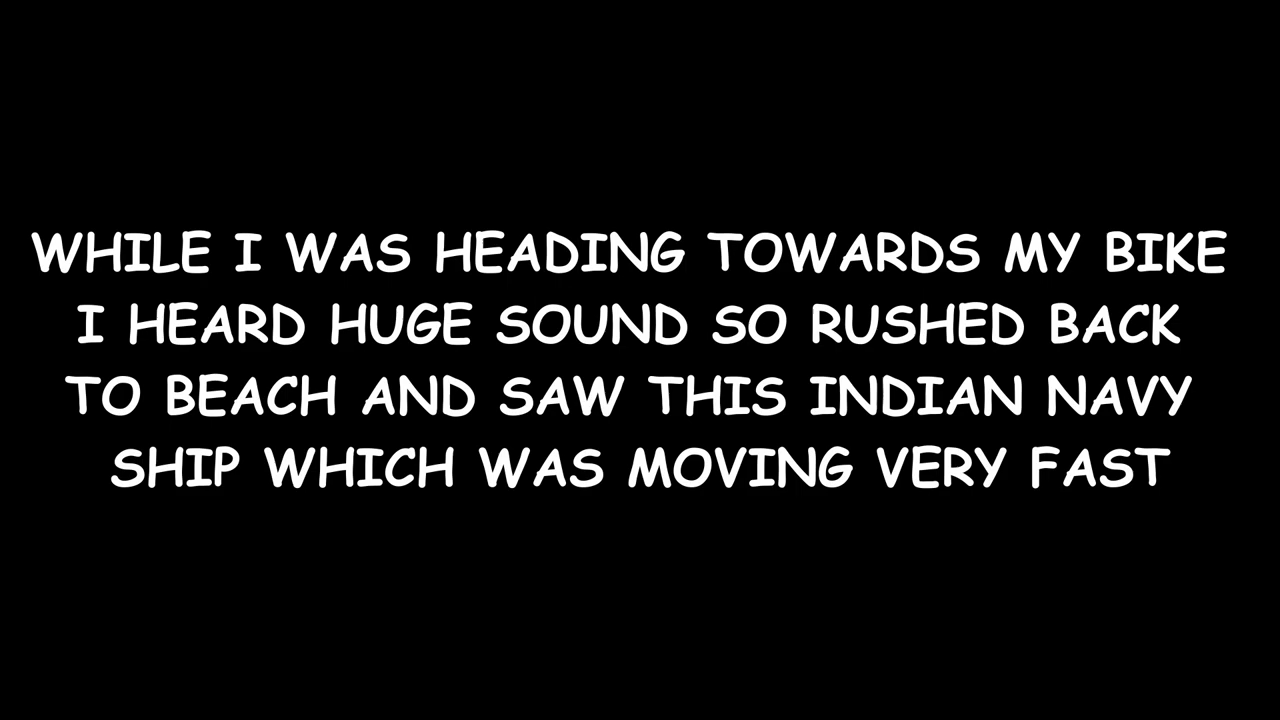 WHILE I WAS HEADING TOWARDS MY BIKE
I HEARD HUGE SOUND SO RUSHED BACK
TO BEACH AND SAW THIS INDIAN NAVY
SHIP WHICH WAS MOVING VERY FAST